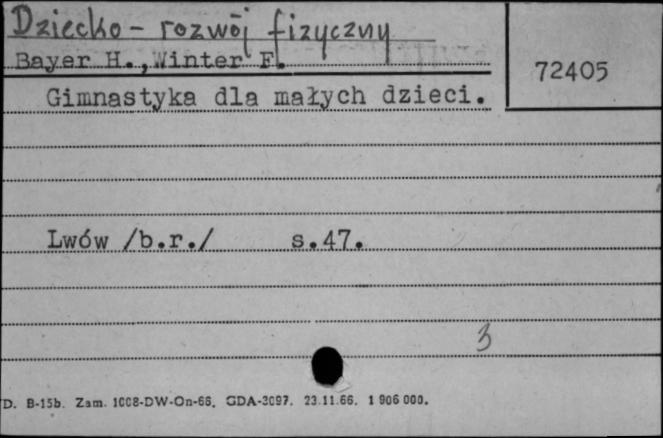 Dziecko - rozwój fizyczny
Bayer H., Winter F.
72405
Gimnastyka dla małych dzieci.
Lwów /b.r./ s.47.
3
D. B-15b. Zam. 1008-DW-On-66. GDA-3097. 23.11.66. 1 906 000.